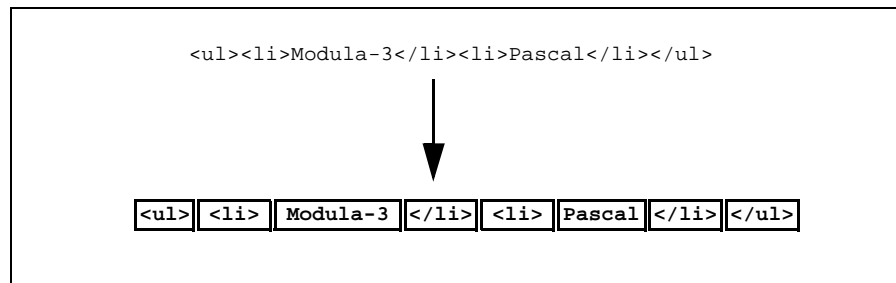 <ul><li>Modula-3</li><li>Pascal</li></ul>
<ul> <li> Modula-3 </li> <li> Pascal </li> </ul>